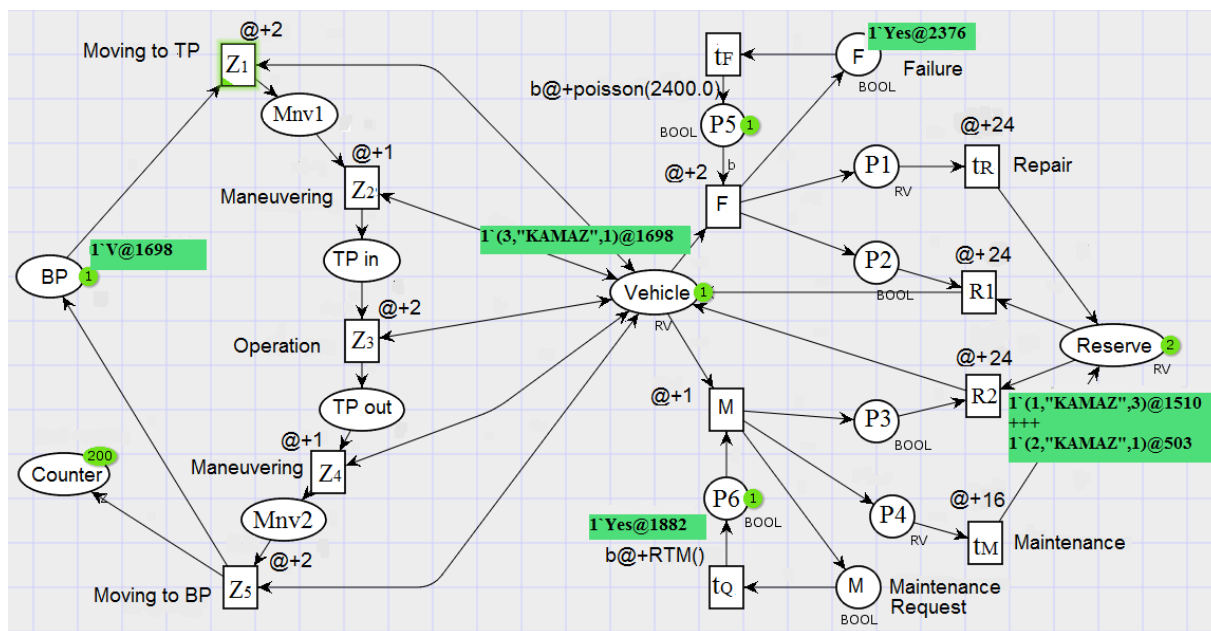 @+2
Moving to TP
Z1
Mnv1
@+1
Maneuvering
Z2
TP in
1`V@1698
BP
1
@+2
Operation
Z3
TP out
@+1
Maneuvering
Z4
Counter
200
Mnv2
@+2
Moving to BP
Z5
1`(3,"KAMAZ",1)@1698
Vehicle
1
RV
tF
F
BOOL
1`Yes@2376
Failure
b@+poisson(2400.0)
BOOL
P5
1
b
@+2
F
P1
RV
@+24
tR
Repair
P2
BOOL
@+24
R1
Reserve
2
RV
@+24
R2
1`(1,"KAMAZ",3)@1510
+++
1`(2,"KAMAZ",1)@503
@+1
M
P3
BOOL
P6
1
BOOL
1`Yes@1882
b@+RTM()
P4
RV
@+16
tM
Maintenance
tQ
M
BOOL
Maintenance
Request